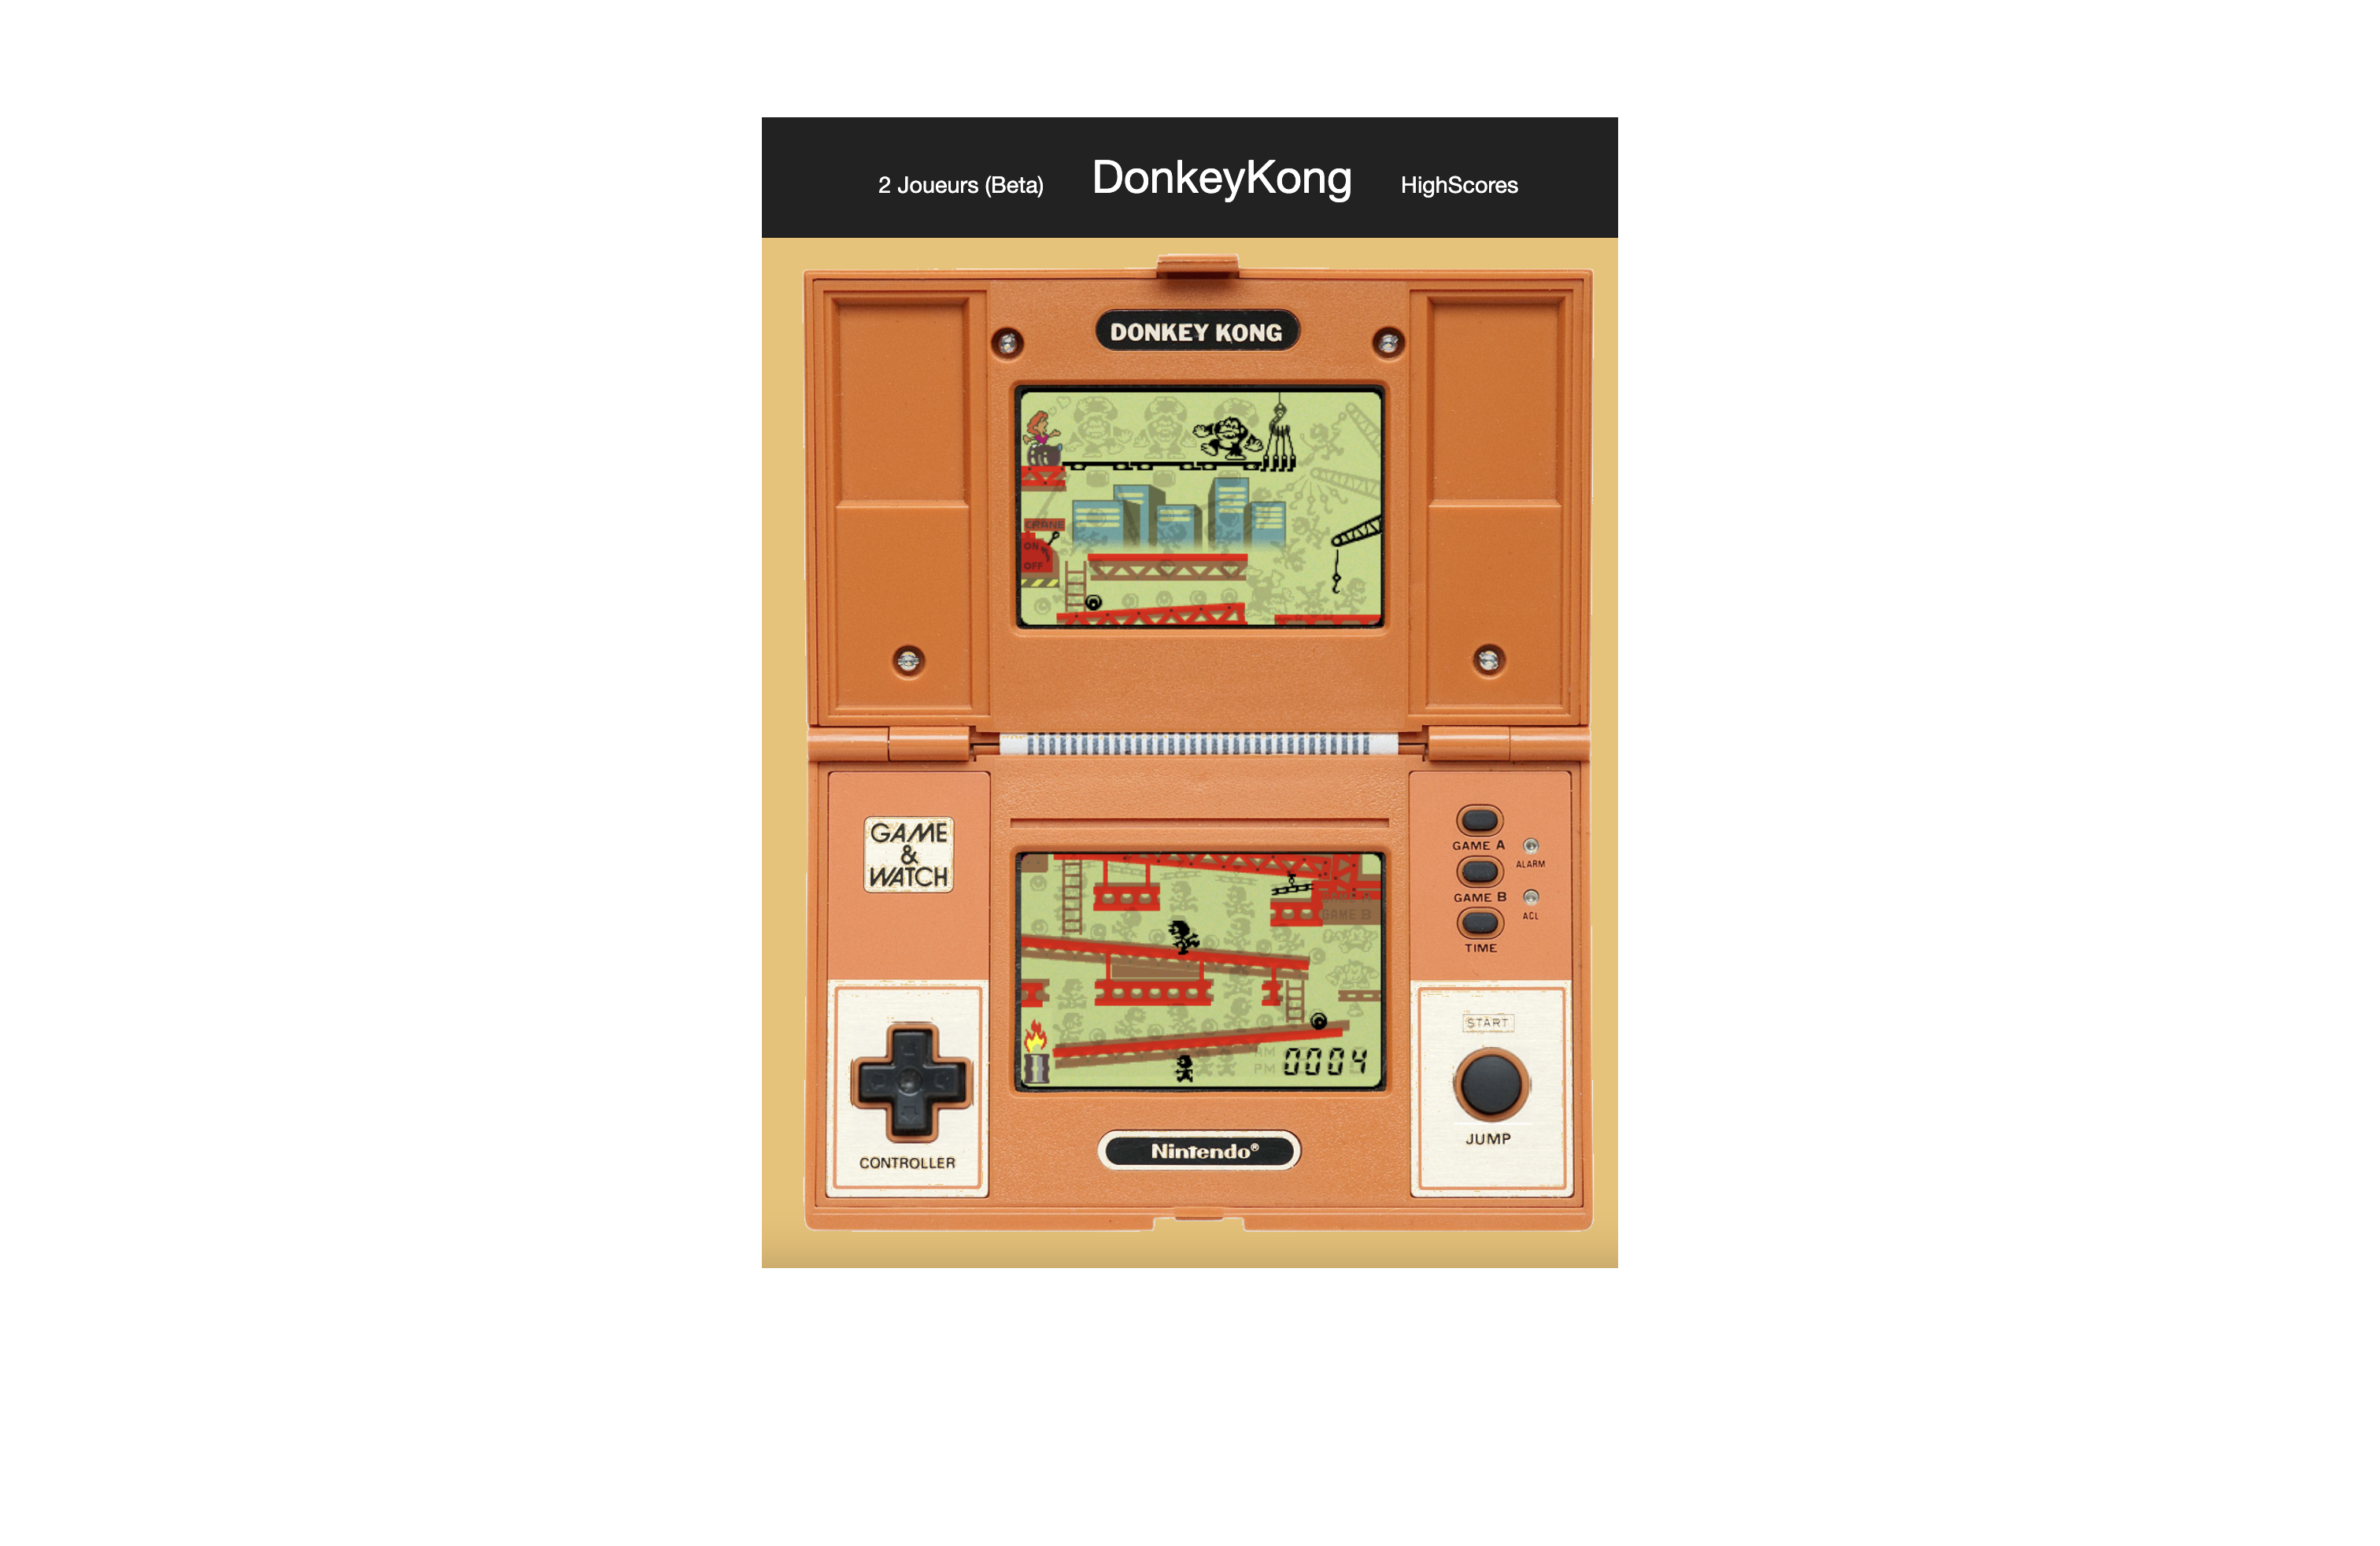 2 Joueurs (Beta) DonkeyKong HighScores
DONKEY KONG
CRANE
ON
OFF
GAME
&
WATCH
GAME A
ALARM
GAME B
ACL
TIME
GAME B
AM
PM 0004
START
JUMP
CONTROLLER
Nintendo®